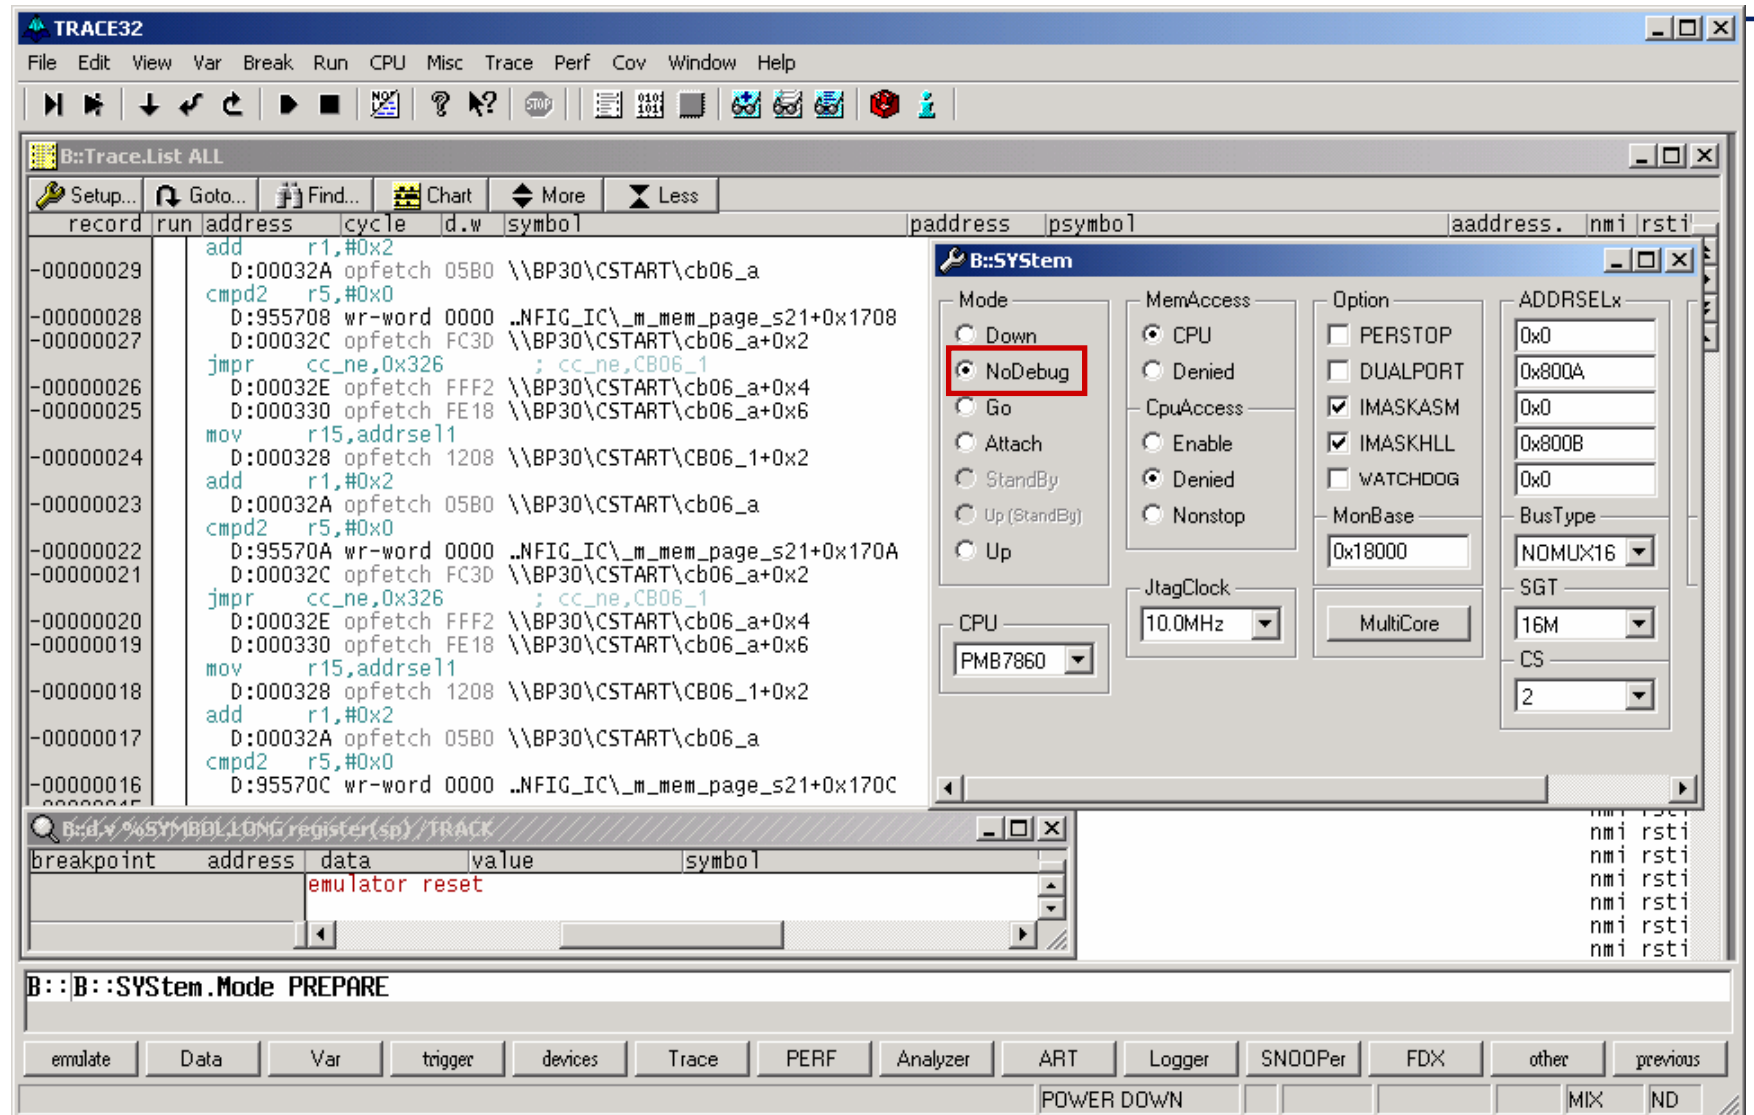 TRACE32
File Edit View Var Break Run CPU Misc Trace Perf Cov Window Help
B::Trace.List ALL
Setup... Goto... Find... Chart More Less
record run address cycle d.w symbol paddress psymbol aaddress. nmi rsti
add r1,#0x2
-00000029 D:00032A opfetch 05B0 \\BP30\CSTART\cb06_a
cmpd2 r5,#0x0
-00000028 D:955708 wr-word 0000 ..NFIG_IC\_m_mem_page_s21+0x1708
-00000027 D:00032C opfetch FC3D \\BP30\CSTART\cb06_a+0x2
jmpr cc_ne,0x326 ; cc_ne,CB06_1
-00000026 D:00032E opfetch FFF2 \\BP30\CSTART\cb06_a+0x4
-00000025 D:000330 opfetch FE18 \\BP30\CSTART\cb06_a+0x6
mov r15,addrsel1
-00000024 D:000328 opfetch 1208 \\BP30\CSTART\CB06_1+0x2
add r1,#0x2
-00000023 D:00032A opfetch 05B0 \\BP30\CSTART\cb06_a
cmpd2 r5,#0x0
-00000022 D:95570A wr-word 0000 ..NFIG_IC\_m_mem_page_s21+0x170A
-00000021 D:00032C opfetch FC3D \\BP30\CSTART\cb06_a+0x2
jmpr cc_ne,0x326 ; cc_ne,CB06_1
-00000020 D:00032E opfetch FFF2 \\BP30\CSTART\cb06_a+0x4
-00000019 D:000330 opfetch FE18 \\BP30\CSTART\cb06_a+0x6
mov r15,addrsel1
-00000018 D:000328 opfetch 1208 \\BP30\CSTART\CB06_1+0x2
add r1,#0x2
-00000017 D:00032A opfetch 05B0 \\BP30\CSTART\cb06_a
cmpd2 r5,#0x0
-00000016 D:95570C wr-word 0000 ..NFIG_IC\_m_mem_page_s21+0x170C
B::SYStem
Mode
Down
NoDebug
Go
Attach
StandBy
Up (StandBy)
Up
CPU
PMB7860
MemAccess
CPU
Denied
CpuAccess
Enable
Denied
Nonstop
JtagClock
10.0MHz
Option
PERSTOP
DUALPORT
IMASKASM
IMASKHLL
WATCHDOG
MonBase
0x18000
MultiCore
ADDRSELx
0x0
0x800A
0x0
0x800B
0x0
BusType
NOMUX16
SGT
16M
CS
2
nmi rsti
nmi rsti
nmi rsti
nmi rsti
nmi rsti
nmi rsti
B::d.v %SYMBOL.LONG register(sp) /TRACK
breakpoint address data value symbol
emulator reset
B::B::SYStem.Mode PREPARE
emulate Data Var trigger devices Trace PERF Analyzer ART Logger SNOOPer FDX other previous
POWER DOWN MIX ND